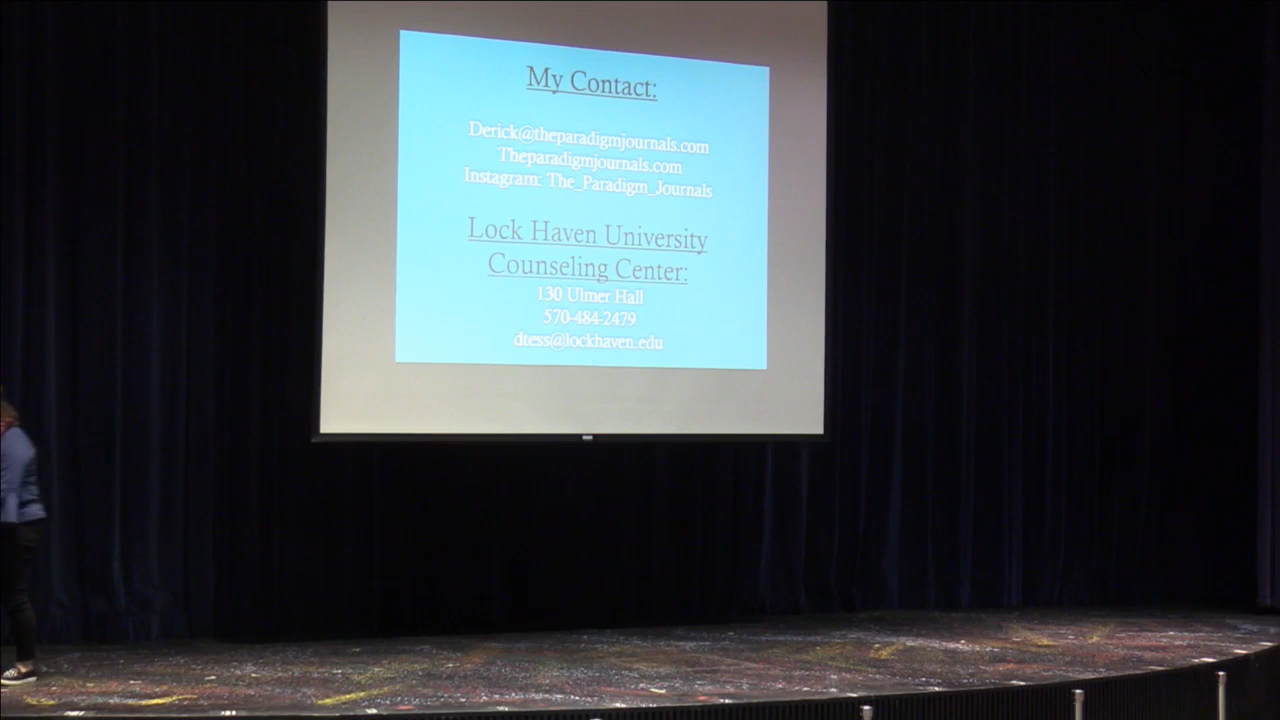 My Contact:
Derick@theparadigmjournals.com
Theparadigmjournals.com
Instagram: The_Paradigm_Journals
Lock Haven University
Counseling Center:
130 Ulmer Hall
570-484-2479
dtess@lockhaven.edu